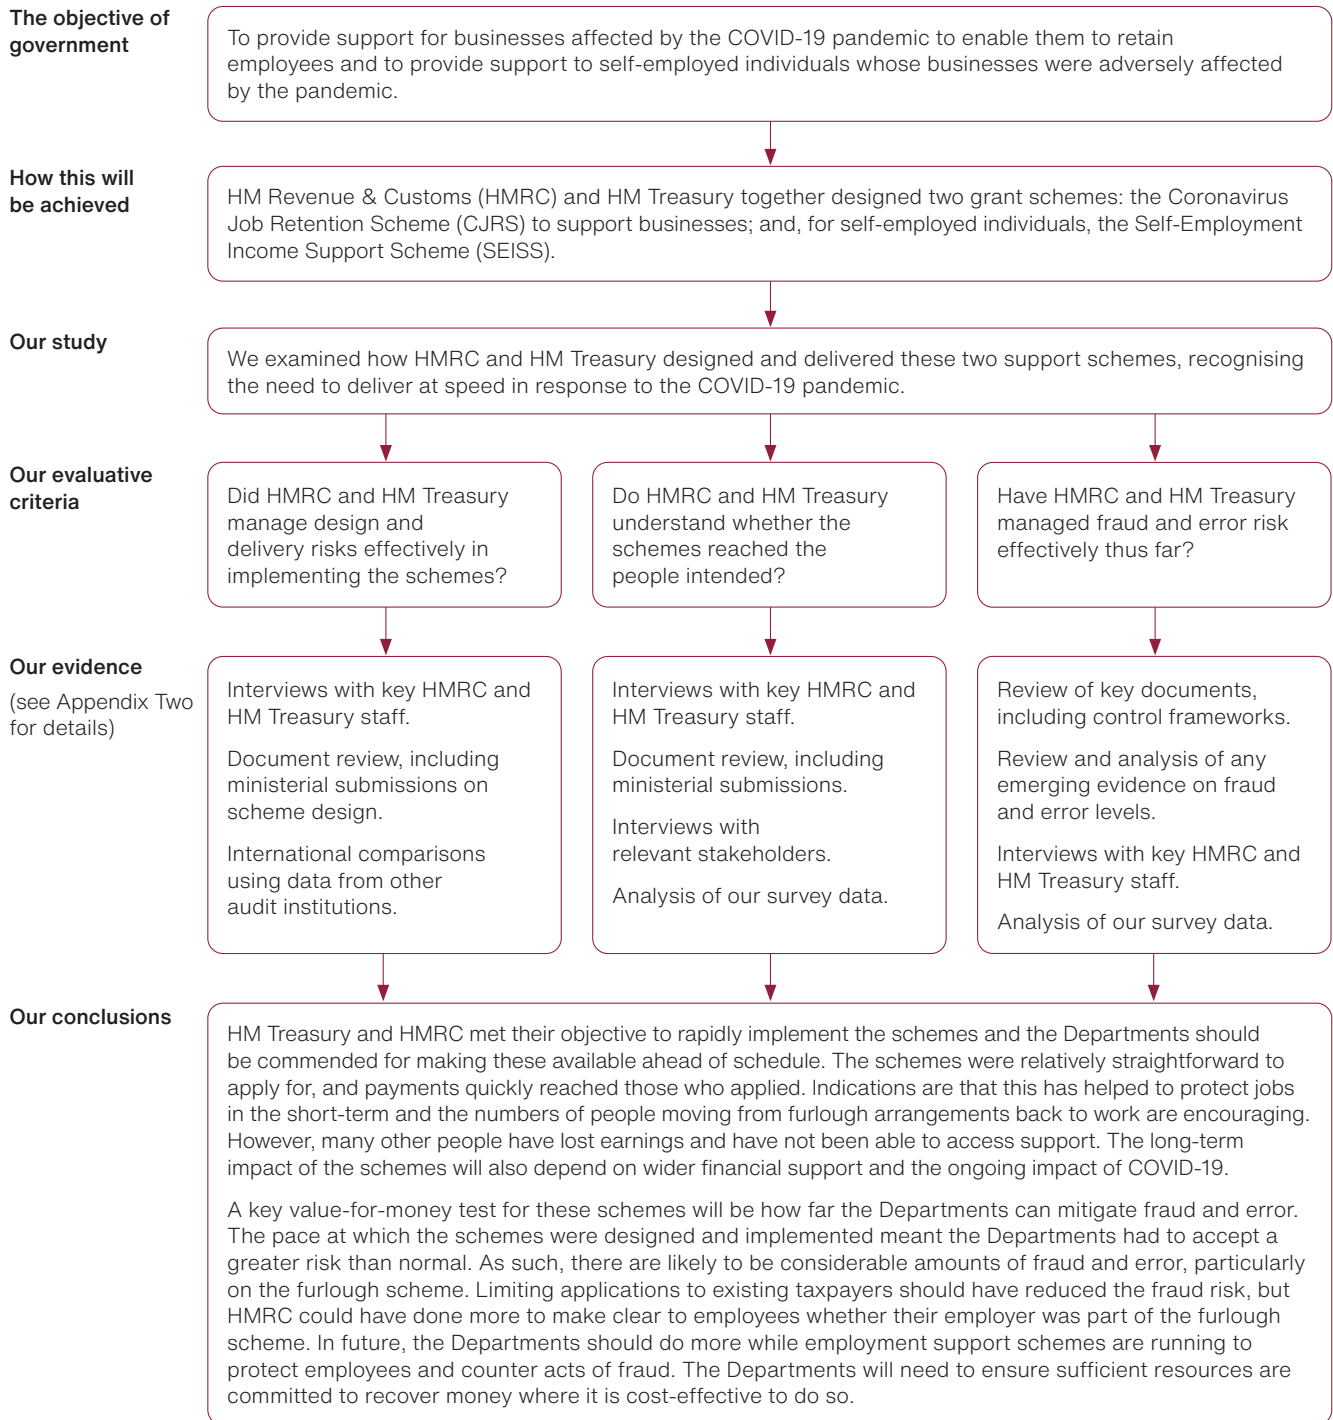 The objective of
government
To provide support for businesses affected by the COVID-19 pandemic to enable them to retain
employees and to provide support to self-employed individuals whose businesses were adversely affected
by the pandemic.
How this will
be achieved
HM Revenue & Customs (HMRC) and HM Treasury together designed two grant schemes: the Coronavirus
Job Retention Scheme (CJRS) to support businesses; and, for self-employed individuals, the Self-Employment
Income Support Scheme (SEISS).
Our study
We examined how HMRC and HM Treasury designed and delivered these two support schemes, recognising
the need to deliver at speed in response to the COVID-19 pandemic.
Our evaluative
criteria
Did HMRC and HM Treasury
manage design and
delivery risks effectively in
implementing the schemes?
Do HMRC and HM Treasury
understand whether the
schemes reached the
people intended?
Have HMRC and HM Treasury
managed fraud and error risk
effectively thus far?
Our evidence
(see Appendix Two
for details)
Interviews with key HMRC and
HM Treasury staff.
Document review, including
ministerial submissions on
scheme design.
International comparisons
using data from other
audit institutions.
Interviews with key HMRC and
HM Treasury staff.
Document review, including
ministerial submissions.
Interviews with
relevant stakeholders.
Analysis of our survey data.
Review of key documents,
including control frameworks.
Review and analysis of any
emerging evidence on fraud
and error levels.
Interviews with key HMRC and
HM Treasury staff.
Analysis of our survey data.
Our conclusions
HM Treasury and HMRC met their objective to rapidly implement the schemes and the Departments should
be commended for making these available ahead of schedule. The schemes were relatively straightforward to
apply for, and payments quickly reached those who applied. Indications are that this has helped to protect jobs
in the short-term and the numbers of people moving from furlough arrangements back to work are encouraging.
However, many other people have lost earnings and have not been able to access support. The long-term
impact of the schemes will also depend on wider financial support and the ongoing impact of COVID-19.
A key value-for-money test for these schemes will be how far the Departments can mitigate fraud and error.
The pace at which the schemes were designed and implemented meant the Departments had to accept a
greater risk than normal. As such, there are likely to be considerable amounts of fraud and error, particularly
on the furlough scheme. Limiting applications to existing taxpayers should have reduced the fraud risk, but
HMRC could have done more to make clear to employees whether their employer was part of the furlough
scheme. In future, the Departments should do more while employment support schemes are running to
protect employees and counter acts of fraud. The Departments will need to ensure sufficient resources are
committed to recover money where it is cost-effective to do so.